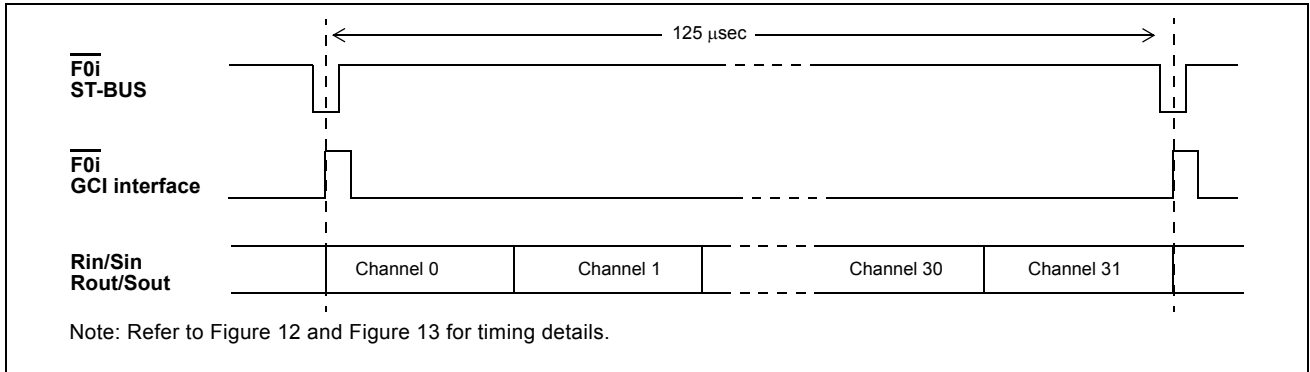 125 μsec
F0i
ST-BUS
F0i
GCI interface
Rin/Sin
Rout/Sout
Channel 0
Channel 1
Channel 30
Channel 31
Note: Refer to Figure 12 and Figure 13 for timing details.